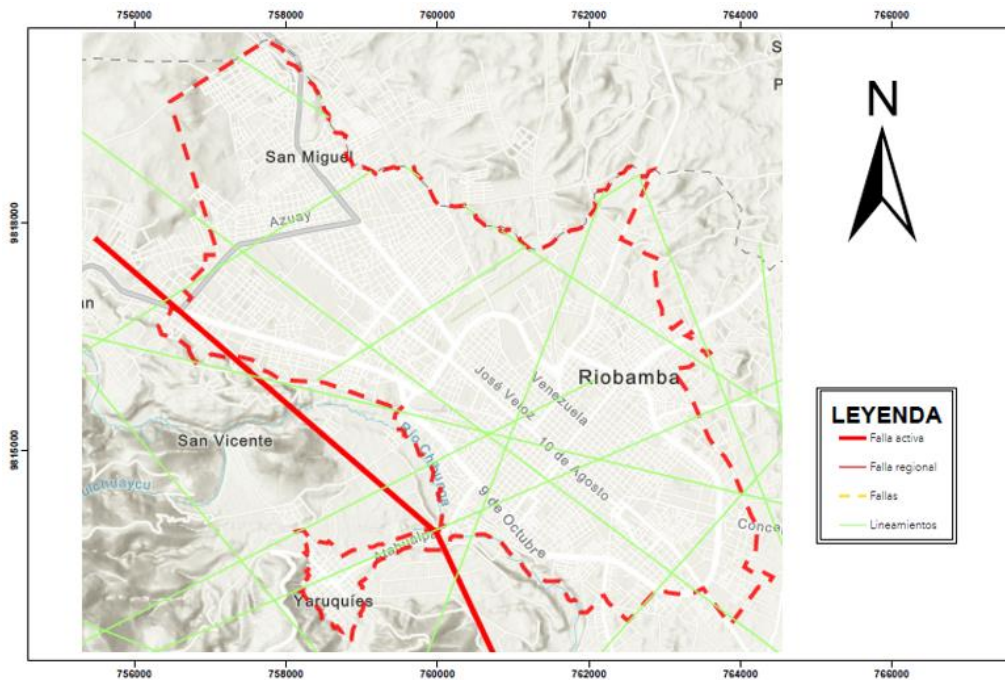 756000 758000 760000 762000 764000 766000
S
P
N
San Miguel
Azuay
9818000
an
Riobamba
José Veloz
Venezuela
10 de Agosto
San Vicente
Río Chibunga
9815000
9 de Octubre
Atahualpa
Yaruquíes
LEYENDA
Falla activa
Falla regional
Fallas
Lineamientos
756000 758000 760000 762000 764000 766000